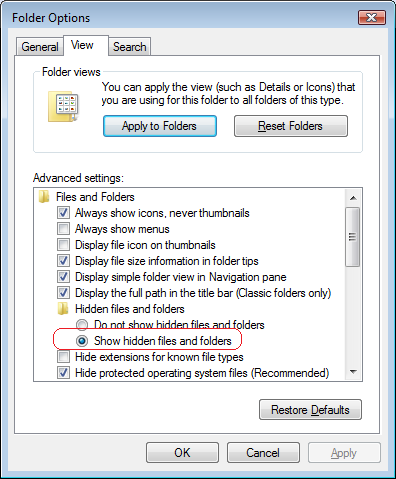 Folder Options
General
View
Search
Folder views
You can apply the view (such as Details or Icons) that
you are using for this folder to all folders of this type.
Apply to Folders
Reset Folders
Advanced settings:
Files and Folders
Always show icons, never thumbnails
Always show menus
Display file icon on thumbnails
Display file size information in folder tips
Display simple folder view in Navigation pane
Display the full path in the title bar (Classic folders only)
Hidden files and folders
Do not show hidden files and folders
Show hidden files and folders
Hide extensions for known file types
Hide protected operating system files (Recommended)
Restore Defaults
OK
Cancel
Apply